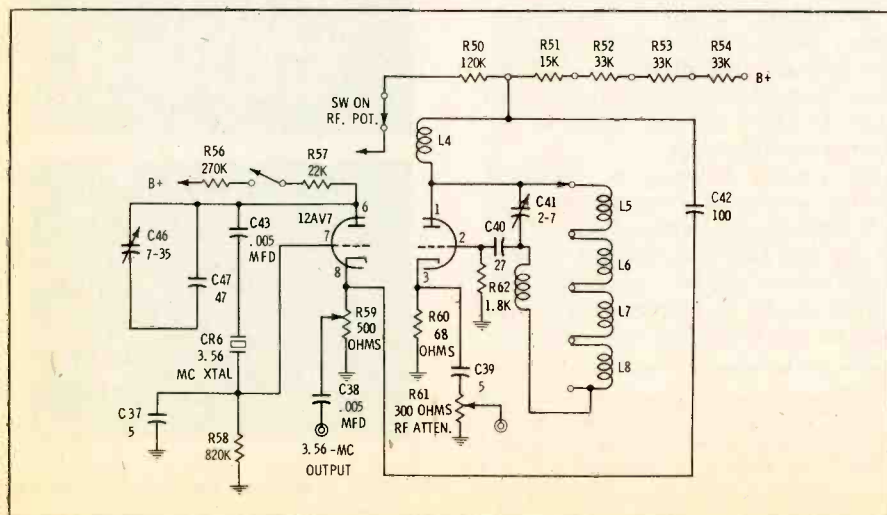 R50
120K
R51
15K
R52
33K
R53
33K
R54
33K
B+
SW ON
RF. POT.
L4
R56
270K
R57
22K
B+
12AV7
6
7
8
1
2
3
C46
7-35
C47
47
C43
.005
MFD
CR6
3.56
MC XTAL
C37
5
R58
820K
R59
500
OHMS
C38
.005
MFD
3.56-MC
OUTPUT
R60
68
OHMS
C39
5
R61
300 OHMS
RF ATTEN.
C40
27
R62
1.8K
C41
2-7
L5
L6
L7
L8
C42
100